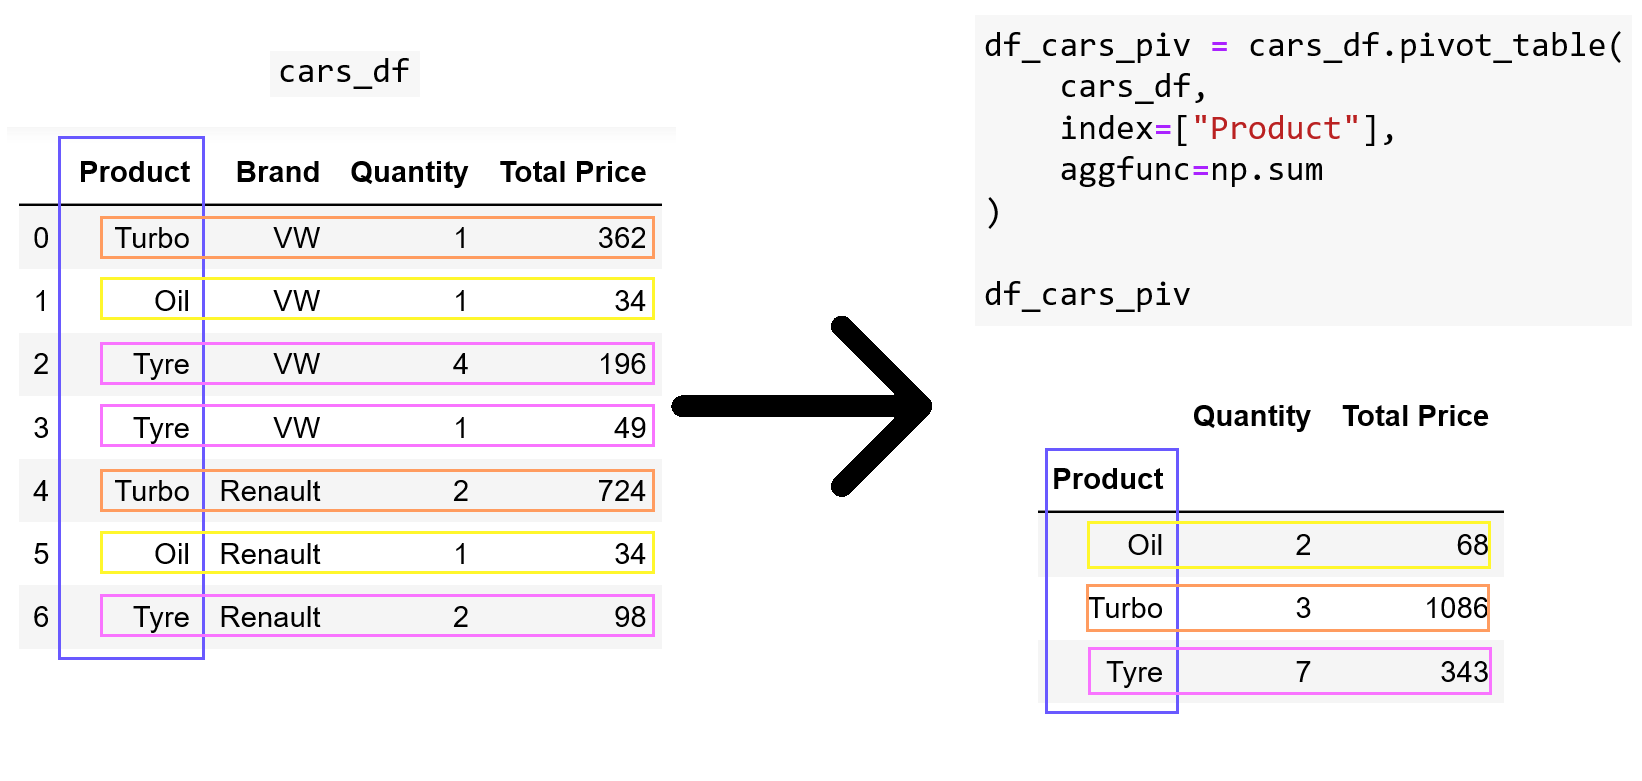 cars_df
Product Brand Quantity Total Price
0 Turbo VW 1 362
1 Oil VW 1 34
2 Tyre VW 4 196
3 Tyre VW 1 49
4 Turbo Renault 2 724
5 Oil Renault 1 34
6 Tyre Renault 2 98
df_cars_piv = cars_df.pivot_table(
    cars_df,
    index=["Product"],
    aggfunc=np.sum
)
df_cars_piv
Quantity Total Price
Product
Oil 2 68
Turbo 3 1086
Tyre 7 343